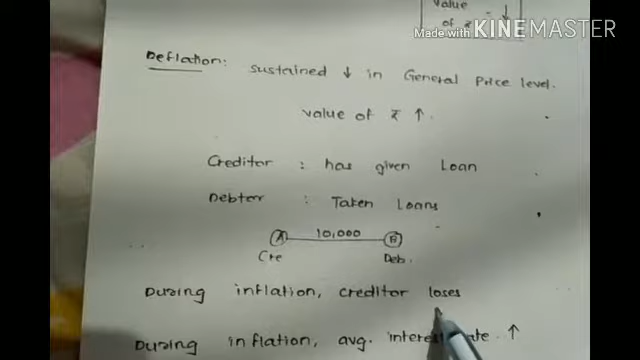 value
of ₹ - ↓
Made with KINEMASTER
Deflation: sustained ↓ in General Price level.
value of ₹ ↑.
Creditor : has given Loan
Debtor : Taken Loans
A 10,000 B
Cre Deb.
During inflation, creditor loses
During inflation, avg. interest rate ↑